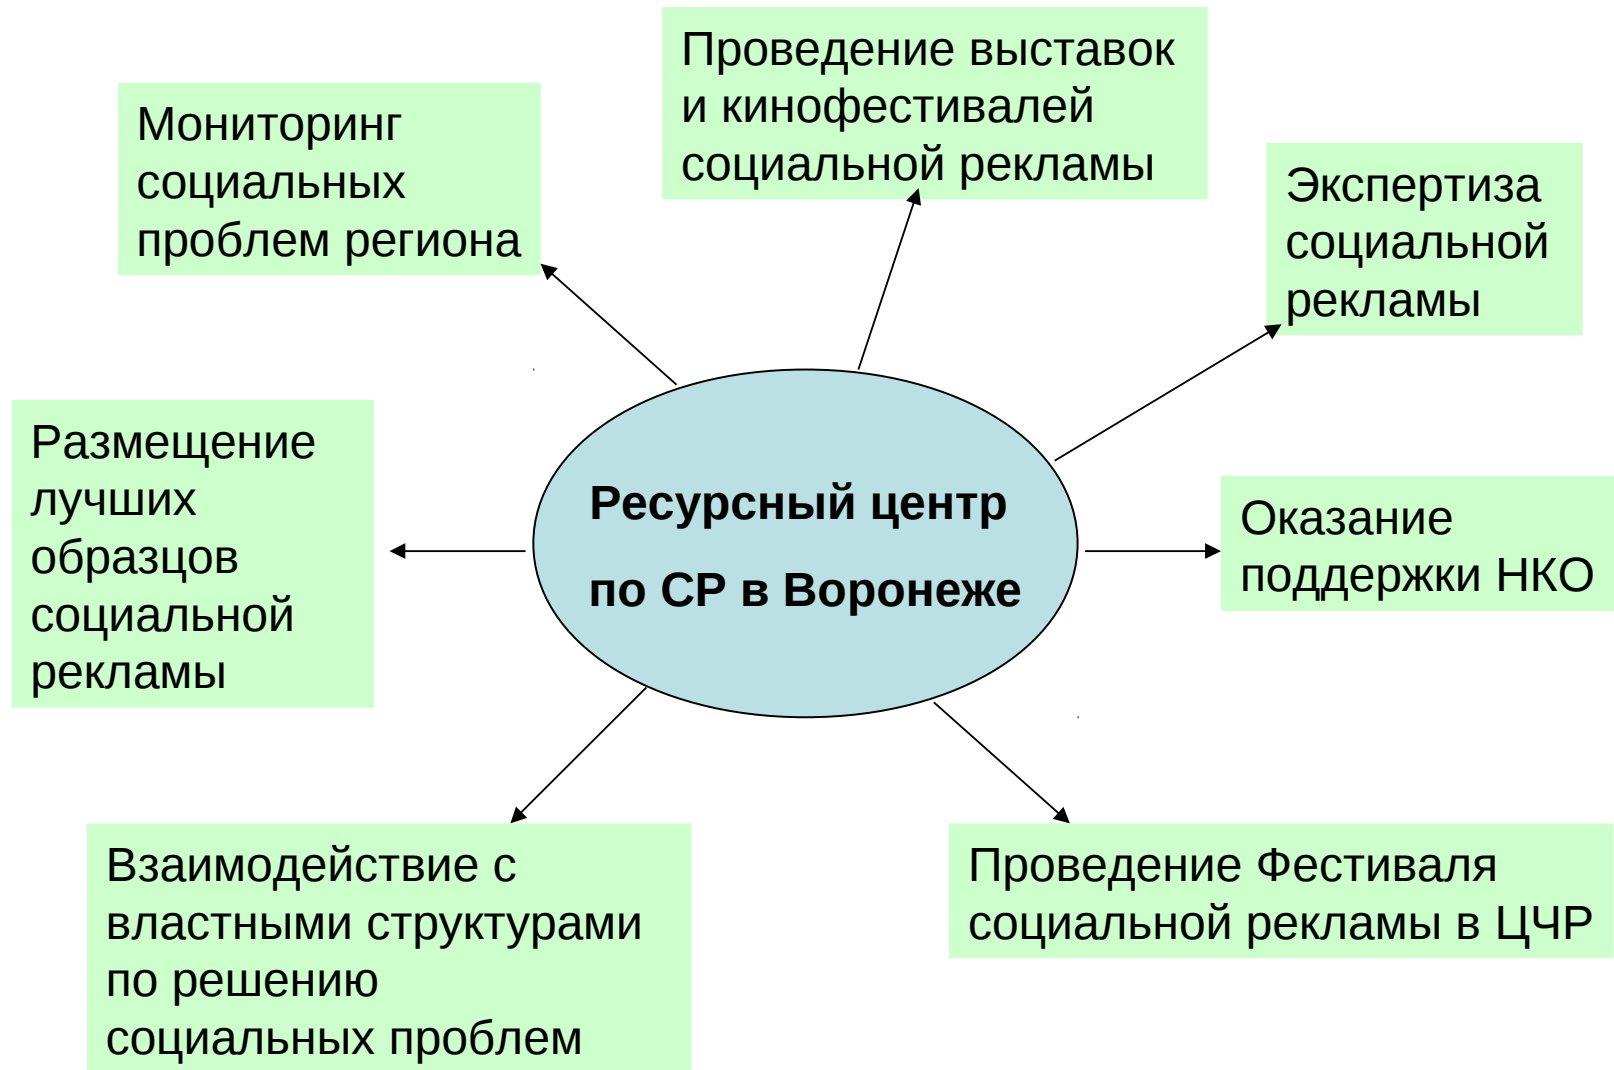 Проведение выставок
и кинофестивалей
социальной рекламы
Мониторинг
социальных
проблем региона
Экспертиза
социальной
рекламы
Размещение
лучших
образцов
социальной
рекламы
Ресурсный центр
по СР в Воронеже
Оказание
поддержки НКО
Взаимодействие с
властными структурами
по решению
социальных проблем
Проведение Фестиваля
социальной рекламы в ЦЧР